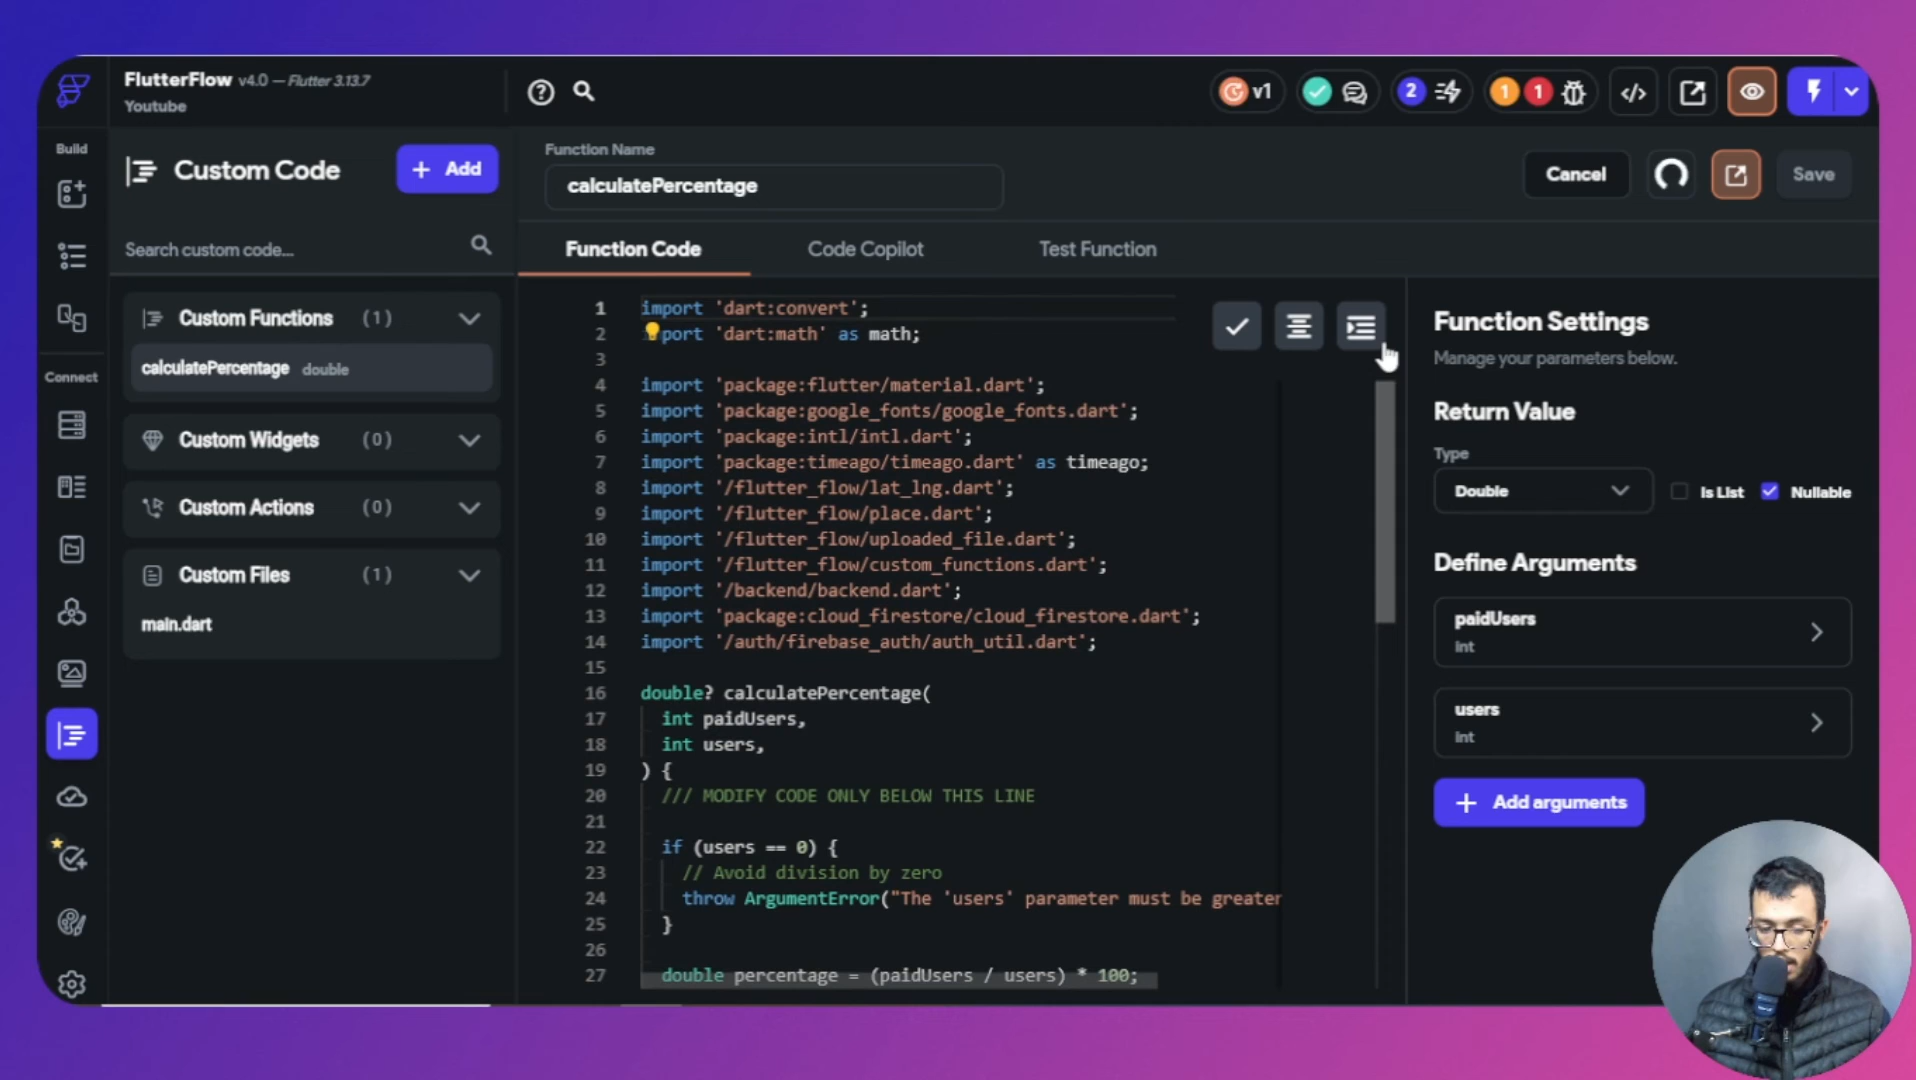 FlutterFlow v4.0 — Flutter 3.13.7
Youtube
v1
2
1 1
Build
Connect
Custom Code
+ Add
Search custom code...
Custom Functions (1)
calculatePercentage double
Custom Widgets (0)
Custom Actions (0)
Custom Files (1)
main.dart
Function Name
calculatePercentage
Cancel
Save
Function Code
Code Copilot
Test Function
1 import 'dart:convert';
2 port 'dart:math' as math;
3
4 import 'package:flutter/material.dart';
5 import 'package:google_fonts/google_fonts.dart';
6 import 'package:intl/intl.dart';
7 import 'package:timeago/timeago.dart' as timeago;
8 import '/flutter_flow/lat_lng.dart';
9 import '/flutter_flow/place.dart';
10 import '/flutter_flow/uploaded_file.dart';
11 import '/flutter_flow/custom_functions.dart';
12 import '/backend/backend.dart';
13 import 'package:cloud_firestore/cloud_firestore.dart';
14 import '/auth/firebase_auth/auth_util.dart';
15
16 double? calculatePercentage(
17 int paidUsers,
18 int users,
19 ) {
20 /// MODIFY CODE ONLY BELOW THIS LINE
21
22 if (users == 0) {
23 // Avoid division by zero
24 throw ArgumentError("The 'users' parameter must be greater
25 }
26
27 double percentage = (paidUsers / users) * 100;
Function Settings
Manage your parameters below.
Return Value
Type
Double
Is List
Nullable
Define Arguments
paidUsers
Int
users
Int
+ Add arguments